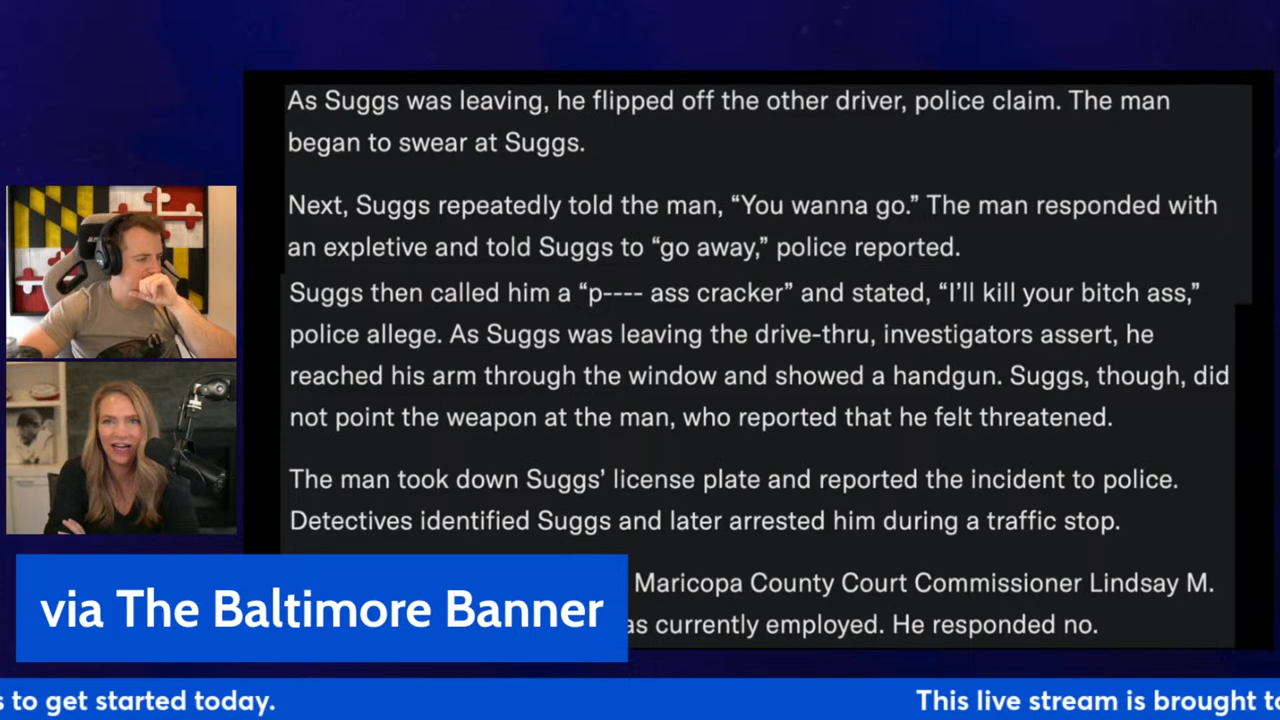 As Suggs was leaving, he flipped off the other driver, police claim. The man
began to swear at Suggs.
Next, Suggs repeatedly told the man, “You wanna go.” The man responded with
an expletive and told Suggs to “go away,” police reported.
Suggs then called him a “p---- ass cracker” and stated, “I’ll kill your bitch ass,”
police allege. As Suggs was leaving the drive-thru, investigators assert, he
reached his arm through the window and showed a handgun. Suggs, though, did
not point the weapon at the man, who reported that he felt threatened.
The man took down Suggs’ license plate and reported the incident to police.
Detectives identified Suggs and later arrested him during a traffic stop.
Maricopa County Court Commissioner Lindsay M.
as currently employed. He responded no.
via The Baltimore Banner
s to get started today.
This live stream is brought to